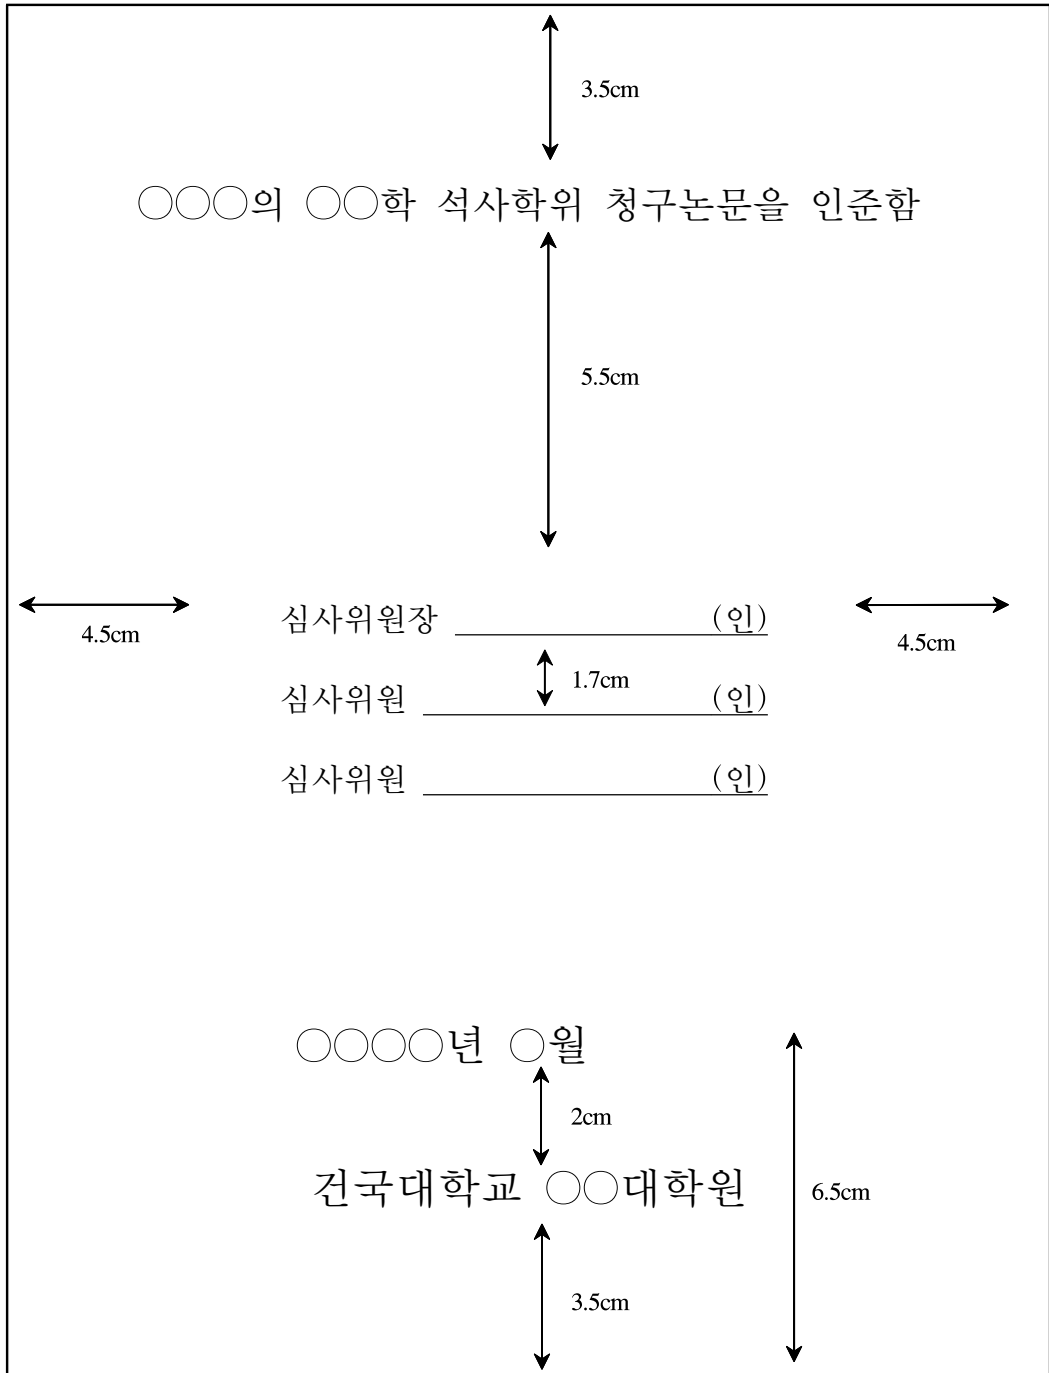 3.5cm
○○○의 ○○학 석사학위 청구논문을 인준함
5.5cm
심사위원장 (인)
4.5cm
4.5cm
1.7cm
심사위원 (인)
심사위원 (인)
○○○○년 ○월
2cm
건국대학교 ○○대학원
6.5cm
3.5cm